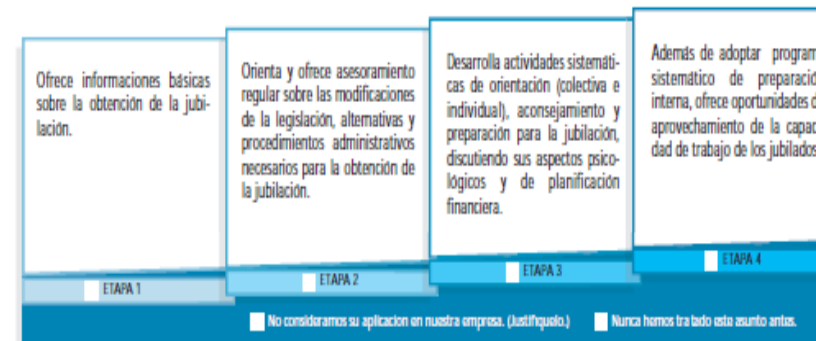 Ofrece informaciones básicas
sobre la obtención de la jubi-
lación.
ETAPA 1
Orienta y ofrece asesoramiento
regular sobre las modificaciones
de la legislación, alternativas y
procedimientos administrativos
necesarios para la obtención de
la jubilación.
ETAPA 2
Desarrolla actividades sistemáti-
cas de orientación (colectiva e
individual), aconsejamiento y
preparación para la jubilación,
discutiendo sus aspectos psico-
lógicos y de planificación
financiera.
ETAPA 3
Además de adoptar program
sistemático de preparació
interna, ofrece oportunidades d
aprovechamiento de la capac
dad de trabajo de los jubilados
ETAPA 4
No consideramos su aplicacion en nuestra empresa. (Justifíquelo.)
Nunca hemos tratado este asunto antes.